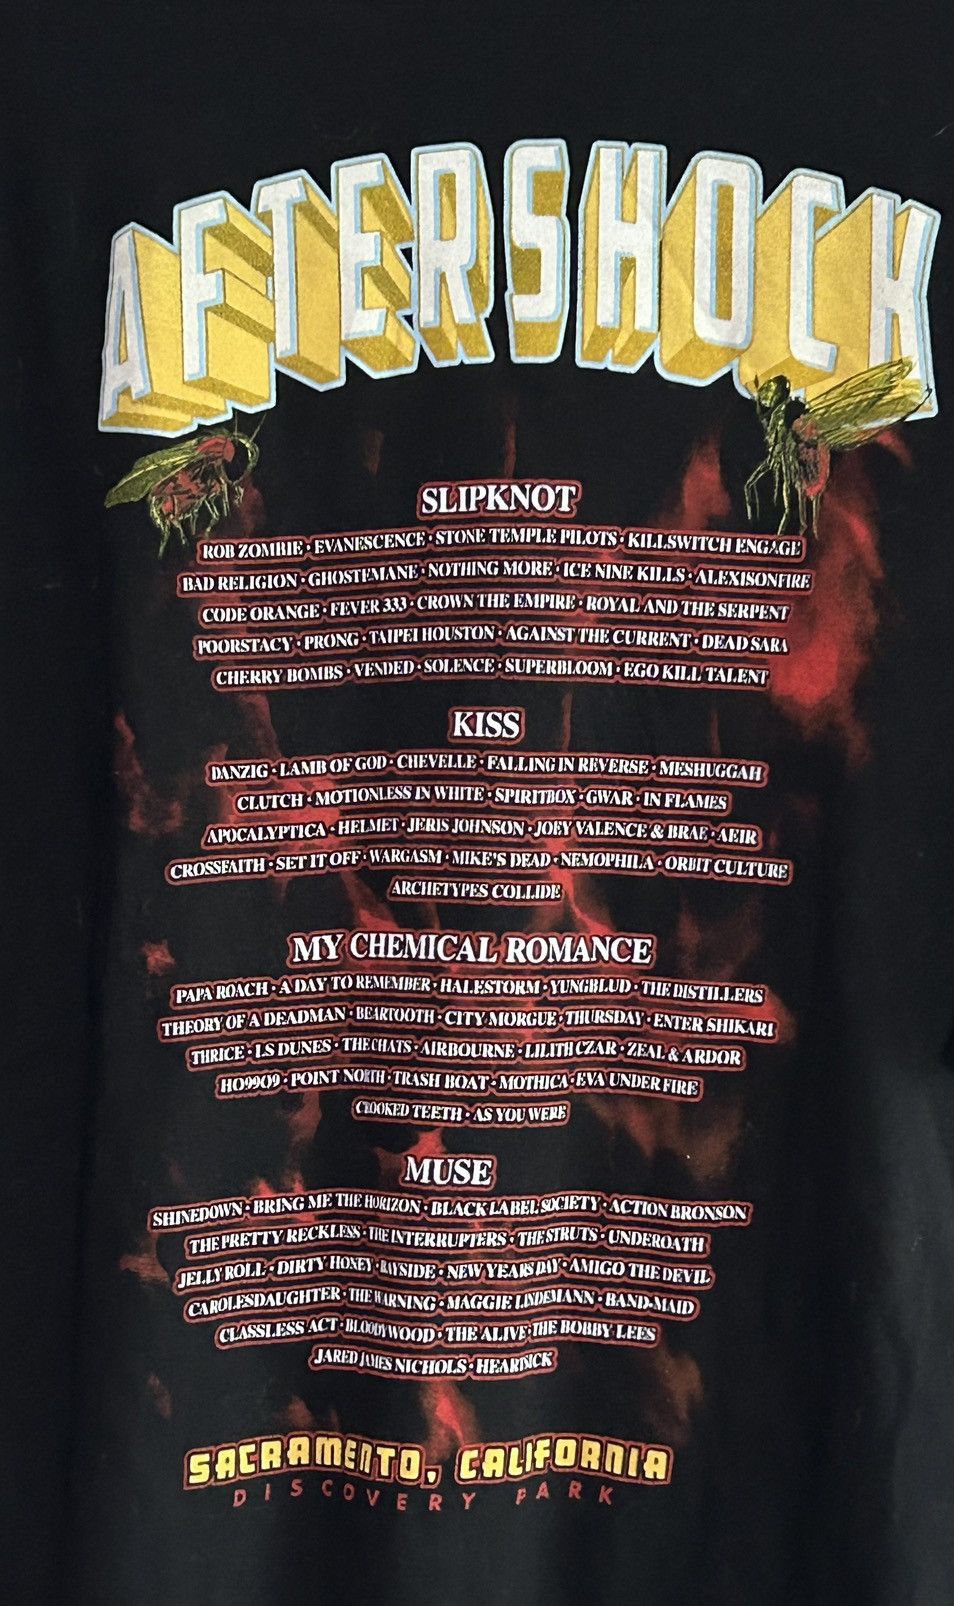 AFTERSHOCK
SLIPKNOT
ROB ZOMBIE · EVANESCENCE · STONE TEMPLE PILOTS · KILLSWITCH ENGAGE
BAD RELIGION · GHOSTEMANE · NOTHING MORE · ICE NINE KILLS · ALEXISONFIRE
CODE ORANGE · FEVER 333 · CROWN THE EMPIRE · ROYAL AND THE SERPENT
POORSTACY · PRONG · TAIPEI HOUSTON · AGAINST THE CURRENT · DEAD SARA
CHERRY BOMBS · VENDED · SOLENCE · SUPERBLOOM · EGO KILL TALENT
KISS
DANZIG · LAMB OF GOD · CHEVELLE · FALLING IN REVERSE · MESHUGGAH
CLUTCH · MOTIONLESS IN WHITE · SPIRITBOX · GWAR · IN FLAMES
APOCALYPTICA · HELMET · JERIS JOHNSON · JOEY VALENCE & BRAE · AEIR
CROSSFAITH · SET IT OFF · WARGASM · MIKE'S DEAD · NEMOPHILA · ORBIT CULTURE
ARCHETYPES COLLIDE
MY CHEMICAL ROMANCE
PAPA ROACH · A DAY TO REMEMBER · HALESTORM · YUNGBLUD · THE DISTILLERS
THEORY OF A DEADMAN · BEARTOOTH · CITY MORGUE · THURSDAY · ENTER SHIKARI
THRICE · LS DUNES · THE CHATS · AIRBOURNE · LILITH CZAR · ZEAL & ARDOR
HO99O9 · POINT NORTH · TRASH BOAT · MOTHICA · EVA UNDER FIRE
CROOKED TEETH · AS YOU WERE
MUSE
SHINEDOWN · BRING ME THE HORIZON · BLACK LABEL SOCIETY · ACTION BRONSON
THE PRETTY RECKLESS · THE INTERRUPTERS · THE STRUTS · UNDEROATH
JELLY ROLL · DIRTY HONEY · BAYSIDE · NEW YEARS DAY · AMIGO THE DEVIL
CAROLESDAUGHTER · THE WARNING · MAGGIE LINDEMANN · BAND-MAID
CLASSLESS ACT · BLOODYWOOD · THE ALIVE · THE BOBBY LEES
JARED JAMES NICHOLS · HEARTSICK
SACRAMENTO, CALIFORNIA
DISCOVERY PARK